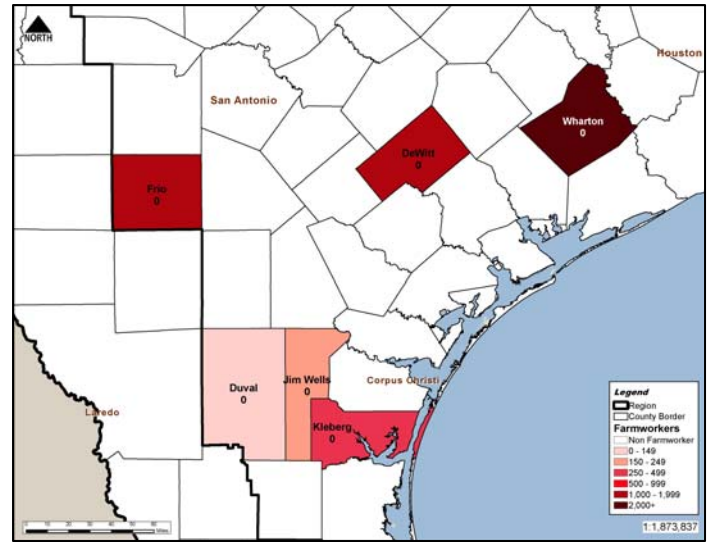 NORTH
Houston
San Antonio
Wharton
0
DeWitt
0
Frio
0
Duval
0
Jim Wells
0
Corpus Christi
Laredo
Kleberg
0
Legend
Region
County Border
Farmworkers
Non Farmworker
0 - 149
150 - 249
250 - 499
500 - 999
1,000 - 1,999
2,000+
Miles
1:1,873,837